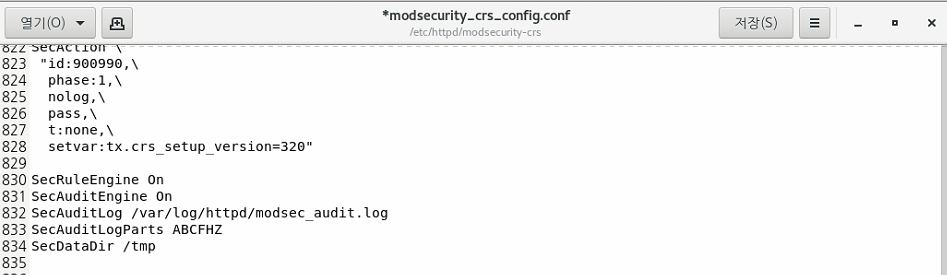 열기(O)
*modsecurity_crs_config.conf
/etc/httpd/modsecurity-crs
저장(S)
822 SecAction \
823  "id:900990,\
824   phase:1,\
825   nolog,\
826   pass,\
827   t:none,\
828   setvar:tx.crs_setup_version=320"
829
830 SecRuleEngine On
831 SecAuditEngine On
832 SecAuditLog /var/log/httpd/modsec_audit.log
833 SecAuditLogParts ABCFHZ
834 SecDataDir /tmp
835